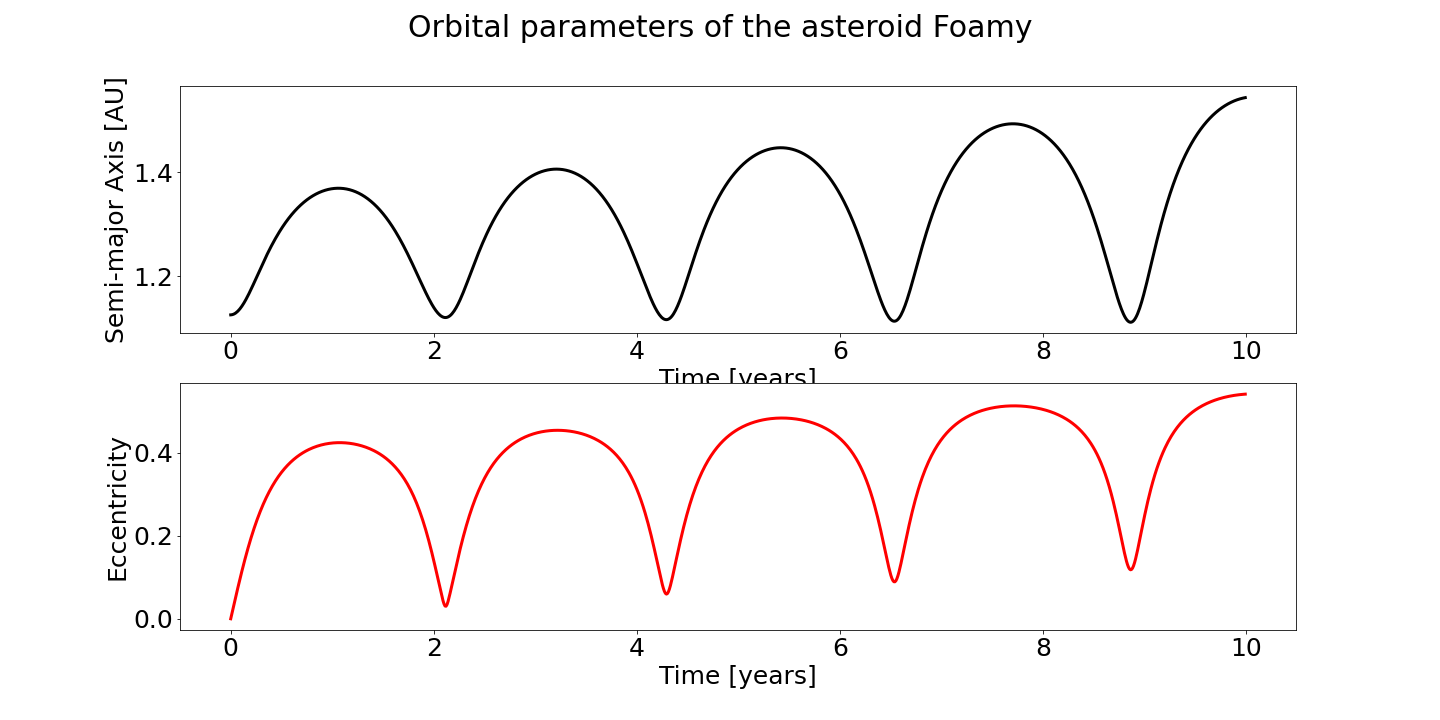 Orbital parameters of the asteroid Foamy
Semi-major Axis [AU]
1.4
1.2
0 2 4 6 8 10
Time [years]
Eccentricity
0.4
0.2
0.0
0 2 4 6 8 10
Time [years]